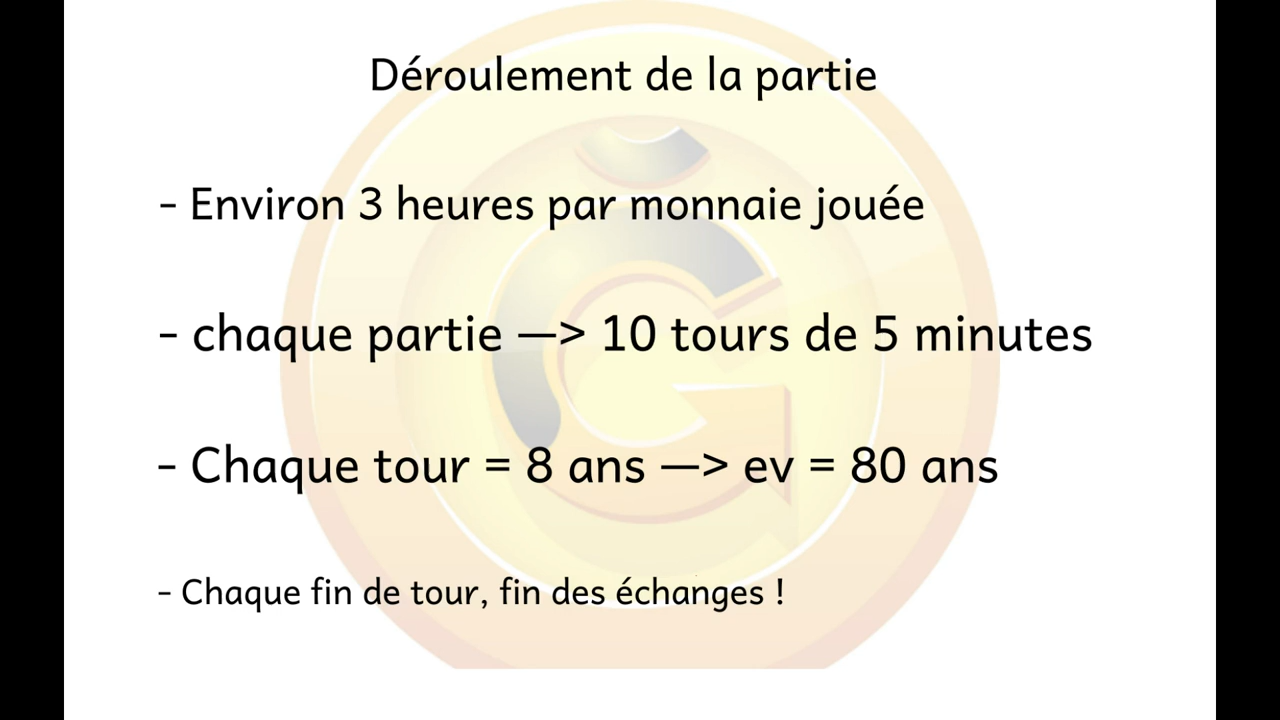 Déroulement de la partie
- Environ 3 heures par monnaie jouée
- chaque partie —> 10 tours de 5 minutes
- Chaque tour = 8 ans —> ev = 80 ans
- Chaque fin de tour, fin des échanges !